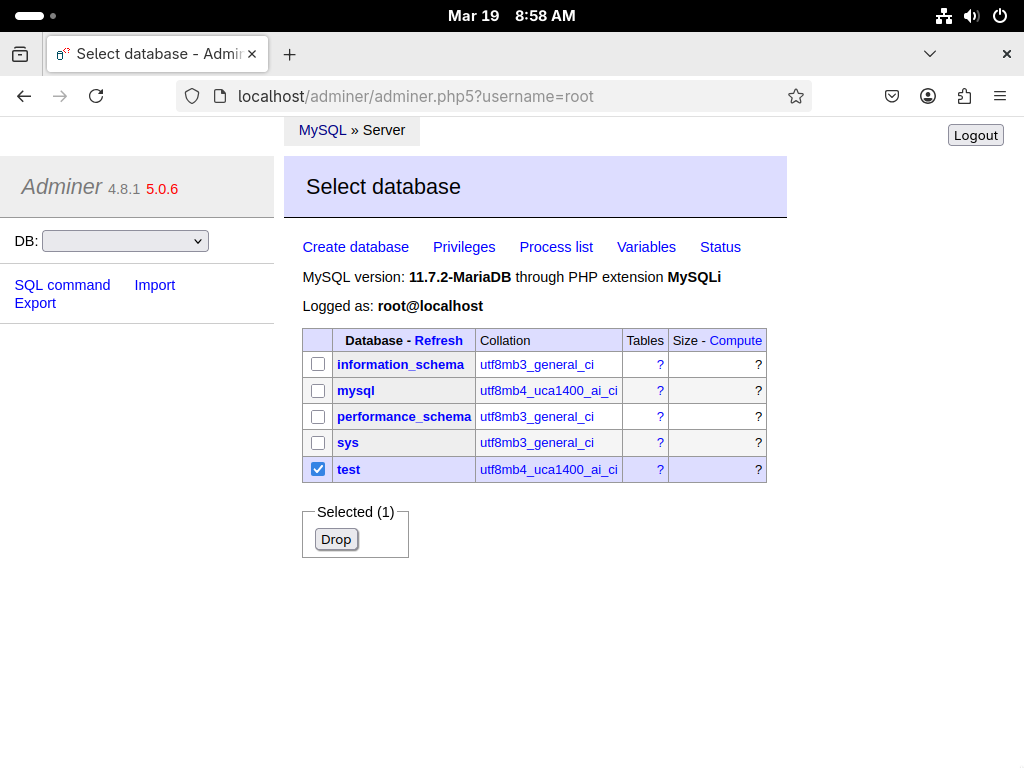 Mar 19 8:58 AM
Select database - Admi
localhost/adminer/adminer.php5?username=root
MySQL » Server
Logout
Adminer 4.8.1 5.0.6
Select database
DB:
SQL command Import
Export
Create database Privileges Process list Variables Status
MySQL version: 11.7.2-MariaDB through PHP extension MySQLi
Logged as: root@localhost
Database - Refresh Collation Tables Size - Compute
information_schema utf8mb3_general_ci ? ?
mysql utf8mb4_uca1400_ai_ci ? ?
performance_schema utf8mb3_general_ci ? ?
sys utf8mb3_general_ci ? ?
test utf8mb4_uca1400_ai_ci ? ?
Selected (1)
Drop